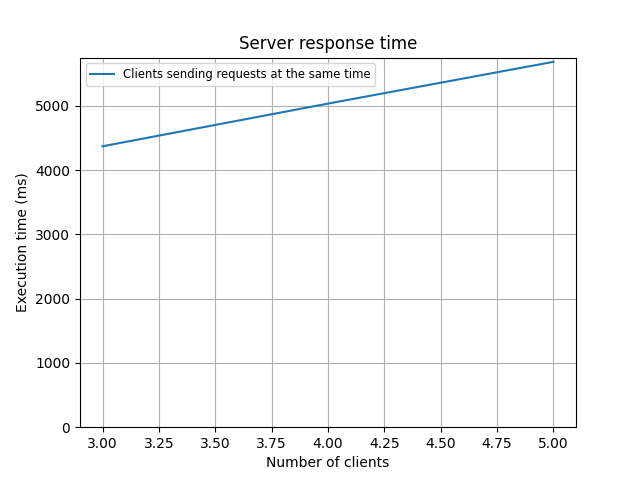 Server response time
Clients sending requests at the same time
Execution time (ms)
5000
4000
3000
2000
1000
0
3.00 3.25 3.50 3.75 4.00 4.25 4.50 4.75 5.00
Number of clients